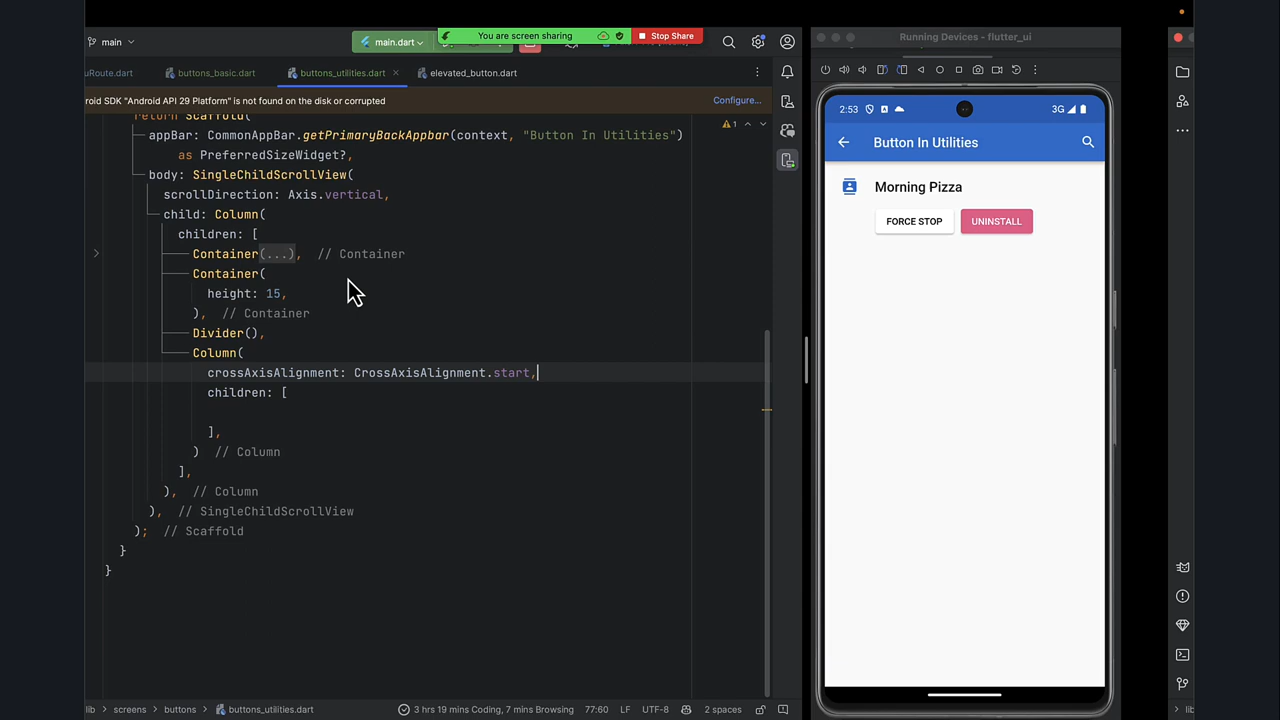 main
main.dart
You are screen sharing
Stop Share
Running Devices - flutter_ui
uRoute.dart
buttons_basic.dart
buttons_utilities.dart
elevated_button.dart
roid SDK "Android API 29 Platform" is not found on the disk or corrupted
Configure...
return Scaffold(
appBar: CommonAppBar.getPrimaryBackAppbar(context, "Button In Utilities")
as PreferredSizeWidget?,
body: SingleChildScrollView(
scrollDirection: Axis.vertical,
child: Column(
children: [
Container(...),  // Container
Container(
height: 15,
),  // Container
Divider(),
Column(
crossAxisAlignment: CrossAxisAlignment.start,
children: [
],
)  // Column
],
),  // Column
),  // SingleChildScrollView
);  // Scaffold
}
}
1
2:53
3G
Button In Utilities
Morning Pizza
FORCE STOP
UNINSTALL
lib
screens
buttons
buttons_utilities.dart
3 hrs 19 mins Coding, 7 mins Browsing
77:60
LF
UTF-8
2 spaces
lib